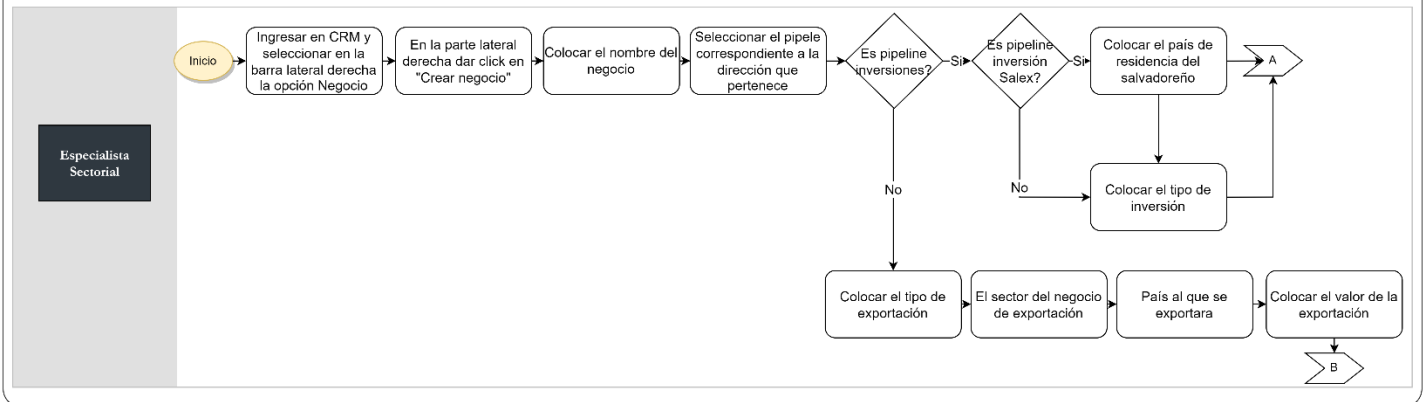 Especialista
Sectorial
Inicio
Ingresar en CRM y
seleccionar en la
barra lateral derecha
la opción Negocio
En la parte lateral
derecha dar click en
"Crear negocio"
Colocar el nombre del
negocio
Seleccionar el pipele
correspondiente a la
dirección que
pertenece
Es pipeline
inversiones?
Si
Es pipeline
inversión
Salex?
Si
Colocar el país de
residencia del
salvadoreño
A
No
No
Colocar el tipo de
inversión
Colocar el tipo de
exportación
El sector del negocio
de exportación
País al que se
exportara
Colocar el valor de la
exportación
B